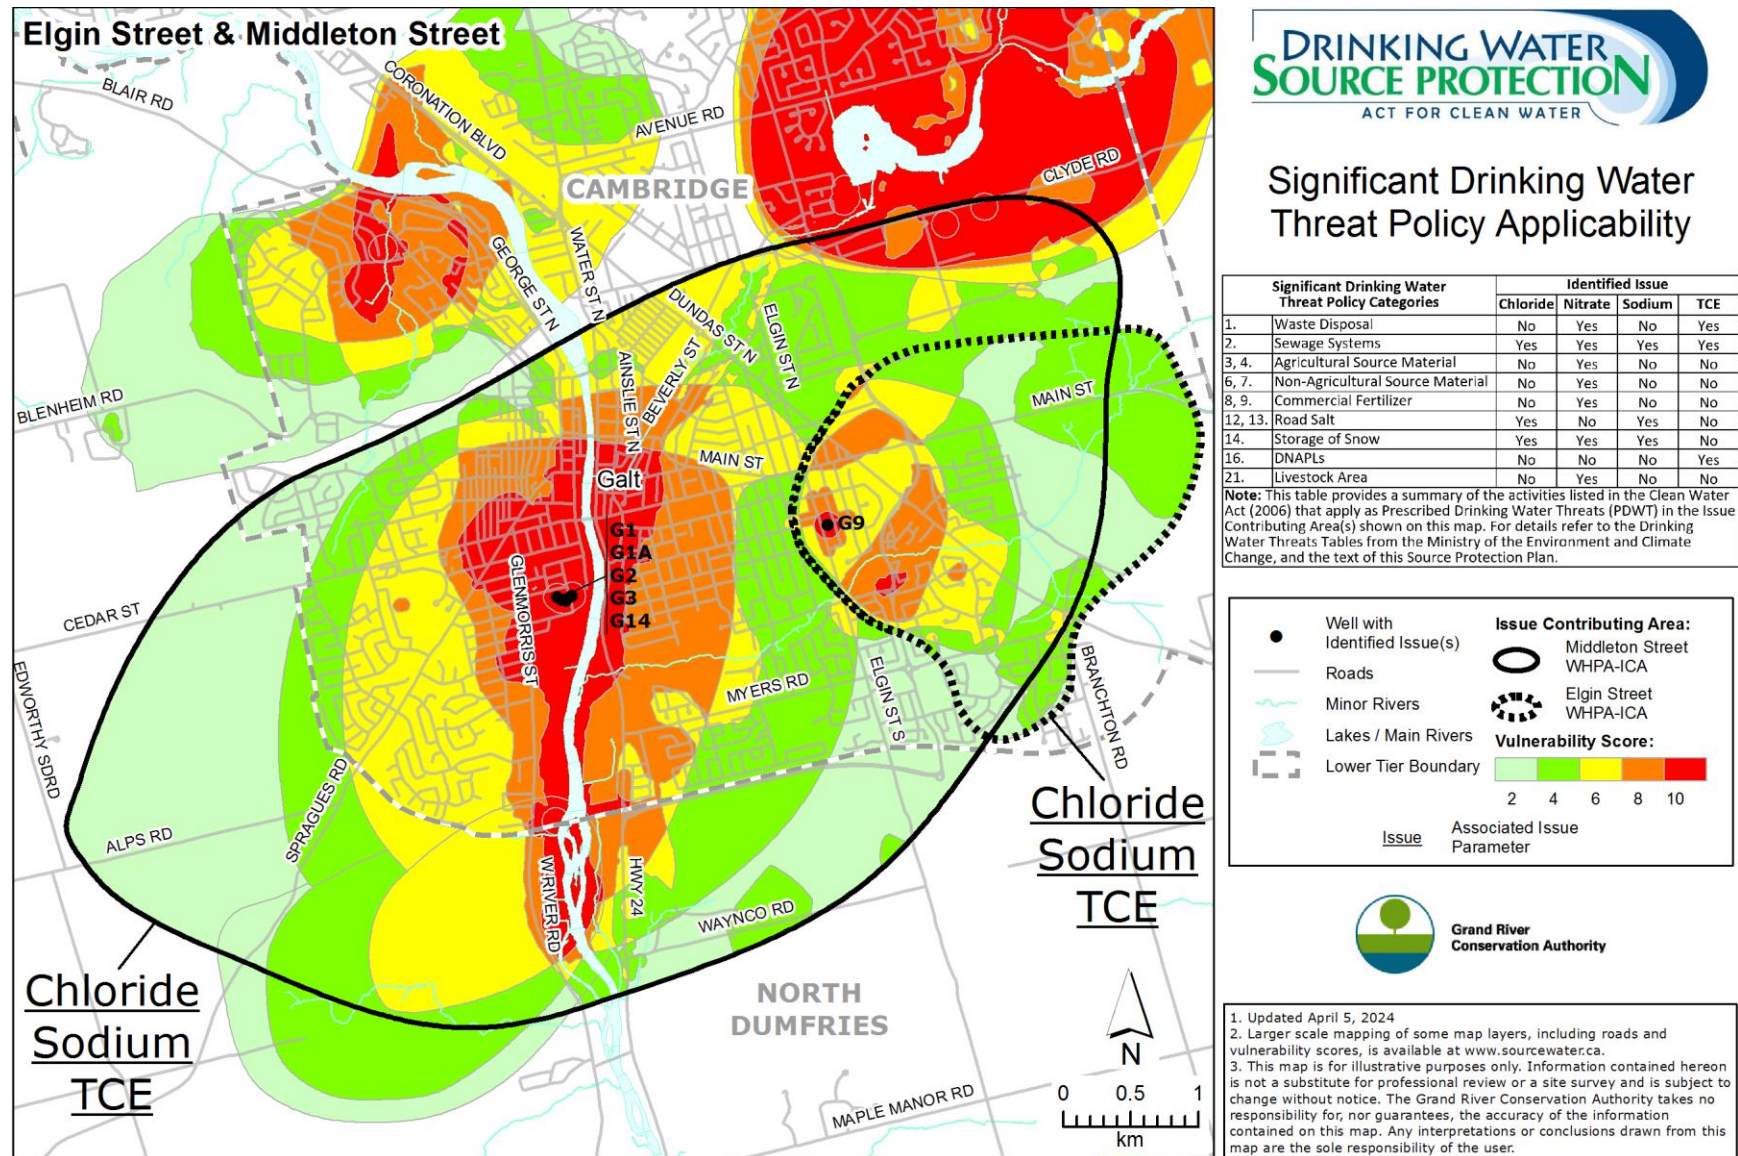 Elgin Street & Middleton Street
BLAIR RD
CORONATION BLVD
AVENUE RD
CLYDE RD
CAMBRIDGE
GEORGE ST N
WATER ST N
DUNDAS ST N
ELGIN ST N
AINSLIE ST N
BEVERLY ST
BLENHEIM RD
MAIN ST
MAIN ST
Galt
G9
G1
G1A
G2
G3
G14
GLENMORRIS ST
CEDAR ST
EDWORTHY SDRD
MYERS RD
ELGIN ST S
BRANCHTON RD
SPRAGUES RD
ALPS RD
W RIVER RD
HWY 24
WAYNCO RD
Chloride
Sodium
TCE
Chloride
Sodium
TCE
NORTH
DUMFRIES
MAPLE MANOR RD
N
0 0.5 1
km
DRINKING WATER
SOURCE PROTECTION
ACT FOR CLEAN WATER
Significant Drinking Water
Threat Policy Applicability
Significant Drinking Water
Threat Policy Categories
Identified Issue
Chloride Nitrate Sodium TCE
1. Waste Disposal No Yes No Yes
2. Sewage Systems Yes Yes Yes Yes
3, 4. Agricultural Source Material No Yes No No
6, 7. Non-Agricultural Source Material No Yes No No
8, 9. Commercial Fertilizer No Yes No No
12, 13. Road Salt Yes No Yes No
14. Storage of Snow Yes Yes Yes No
16. DNAPLs No No No Yes
21. Livestock Area No Yes No No
Note: This table provides a summary of the activities listed in the Clean Water
Act (2006) that apply as Prescribed Drinking Water Threats (PDWT) in the Issue
Contributing Area(s) shown on this map. For details refer to the Drinking
Water Threats Tables from the Ministry of the Environment and Climate
Change, and the text of this Source Protection Plan.
Well with
Identified Issue(s)
Roads
Minor Rivers
Lakes / Main Rivers
Lower Tier Boundary
Issue Contributing Area:
Middleton Street
WHPA-ICA
Elgin Street
WHPA-ICA
Vulnerability Score:
2 4 6 8 10
Issue Associated Issue
Parameter
Grand River
Conservation Authority
1. Updated April 5, 2024
2. Larger scale mapping of some map layers, including roads and
vulnerability scores, is available at www.sourcewater.ca.
3. This map is for illustrative purposes only. Information contained hereon
is not a substitute for professional review or a site survey and is subject to
change without notice. The Grand River Conservation Authority takes no
responsibility for, nor guarantees, the accuracy of the information
contained on this map. Any interpretations or conclusions drawn from this
map are the sole responsibility of the user.